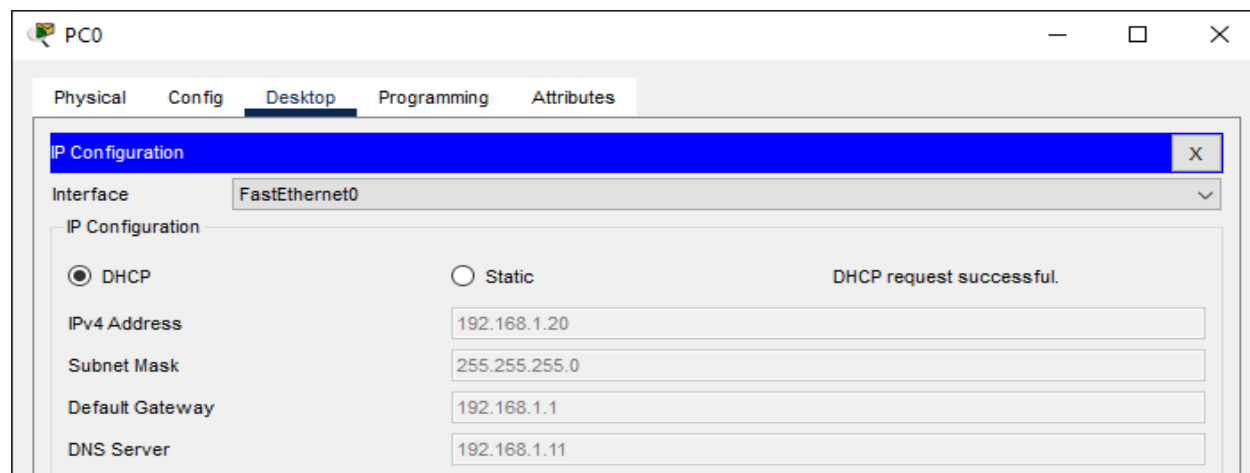 PC0
Physical Config Desktop Programming Attributes
IP Configuration X
Interface FastEthernet0
IP Configuration
DHCP Static DHCP request successful.
IPv4 Address 192.168.1.20
Subnet Mask 255.255.255.0
Default Gateway 192.168.1.1
DNS Server 192.168.1.11